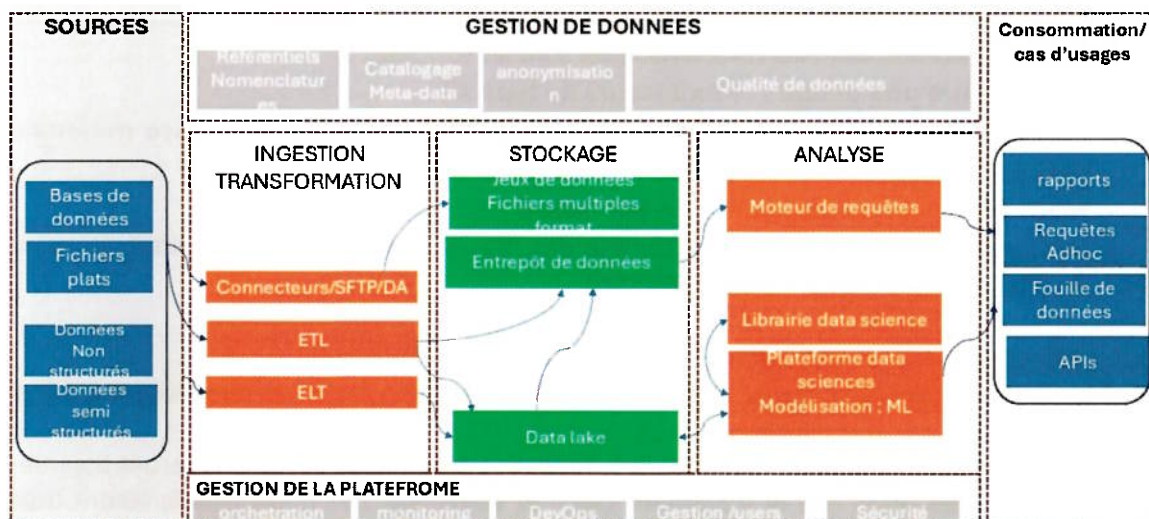 SOURCES
Bases de
données
Fichiers
plats
Données
Non
structurés
Données
semi
structurés
GESTION DE DONNEES
Référentiels
Nomenclatur
es
Catalogage
Meta-data
anonymisatio
n
Qualité de données
INGESTION
TRANSFORMATION
Connecteurs/SFTP/DA
ETL
ELT
STOCKAGE
Jeux de données
Fichiers multiples
format
Entrepôt de données
Data lake
ANALYSE
Moteur de requêtes
Librairie data science
Plateforme data
sciences
Modélisation : ML
Consommation/
cas d'usages
rapports
Requêtes
Adhoc
Fouille de
données
APIs
GESTION DE LA PLATEFROME
orchetration
monitoring
DevOps
Gestion /users
Sécurité